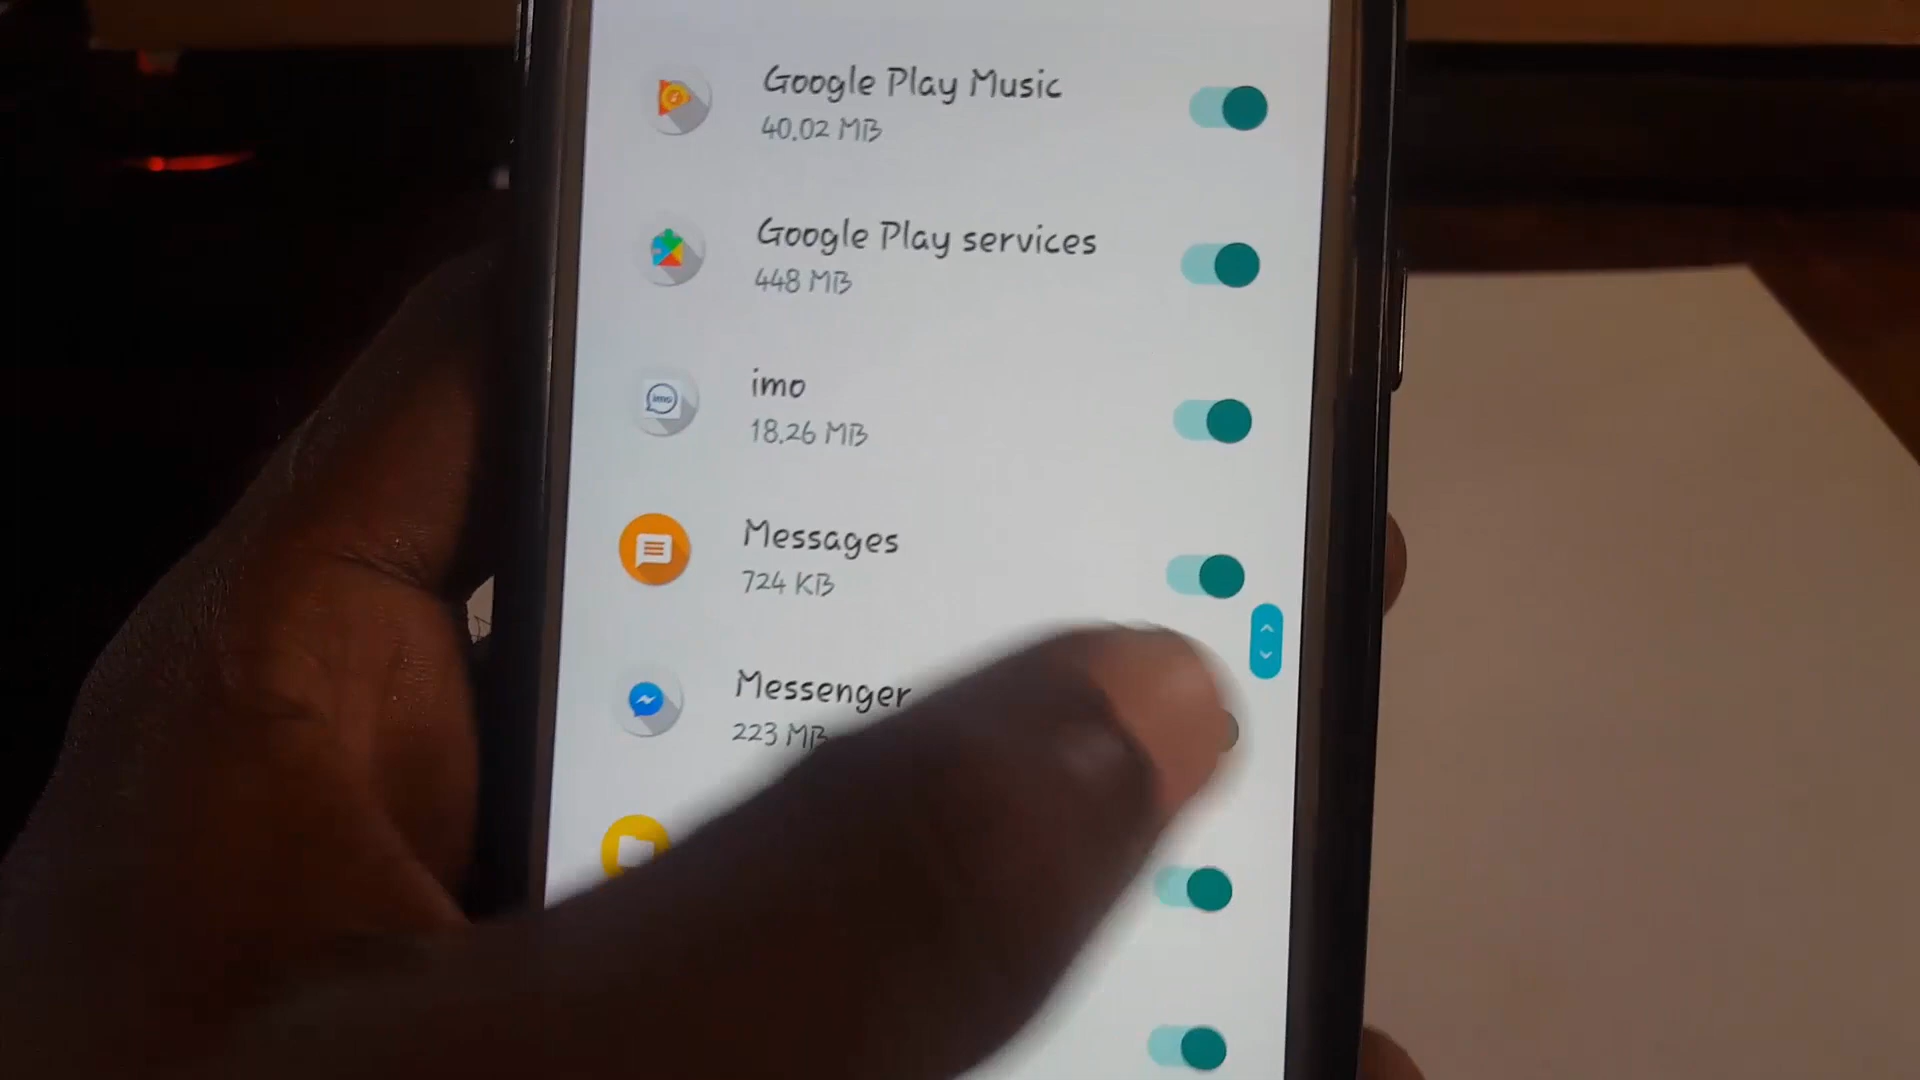 Google Play Music
40.02 MB
Google Play services
448 MB
imo
imo
18.26 MB
Messages
724 KB
Messenger
223 MB